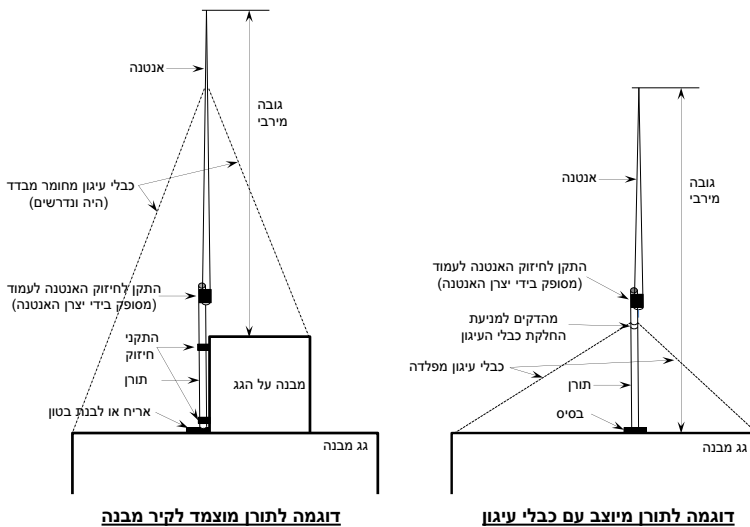 אנטנה
גובה
מירבי
כבלי עיגון מחומר מבדד
(היה ונדרשים)
התקן לחיזוק האנטנה לעמוד
(מסופק בידי יצרן האנטנה)
התקני
חיזוק
תורן
מבנה על הגג
אריח או לבנת בטון
גג מבנה
דוגמה לתורן מוצמד לקיר מבנה
אנטנה
גובה
מירבי
התקן לחיזוק האנטנה לעמוד
(מסופק בידי יצרן האנטנה)
מהדקים למניעת
החלקת כבלי העיגון
כבלי עיגון מפלדה
תורן
בסיס
גג מבנה
דוגמה לתורן מיוצב עם כבלי עיגון